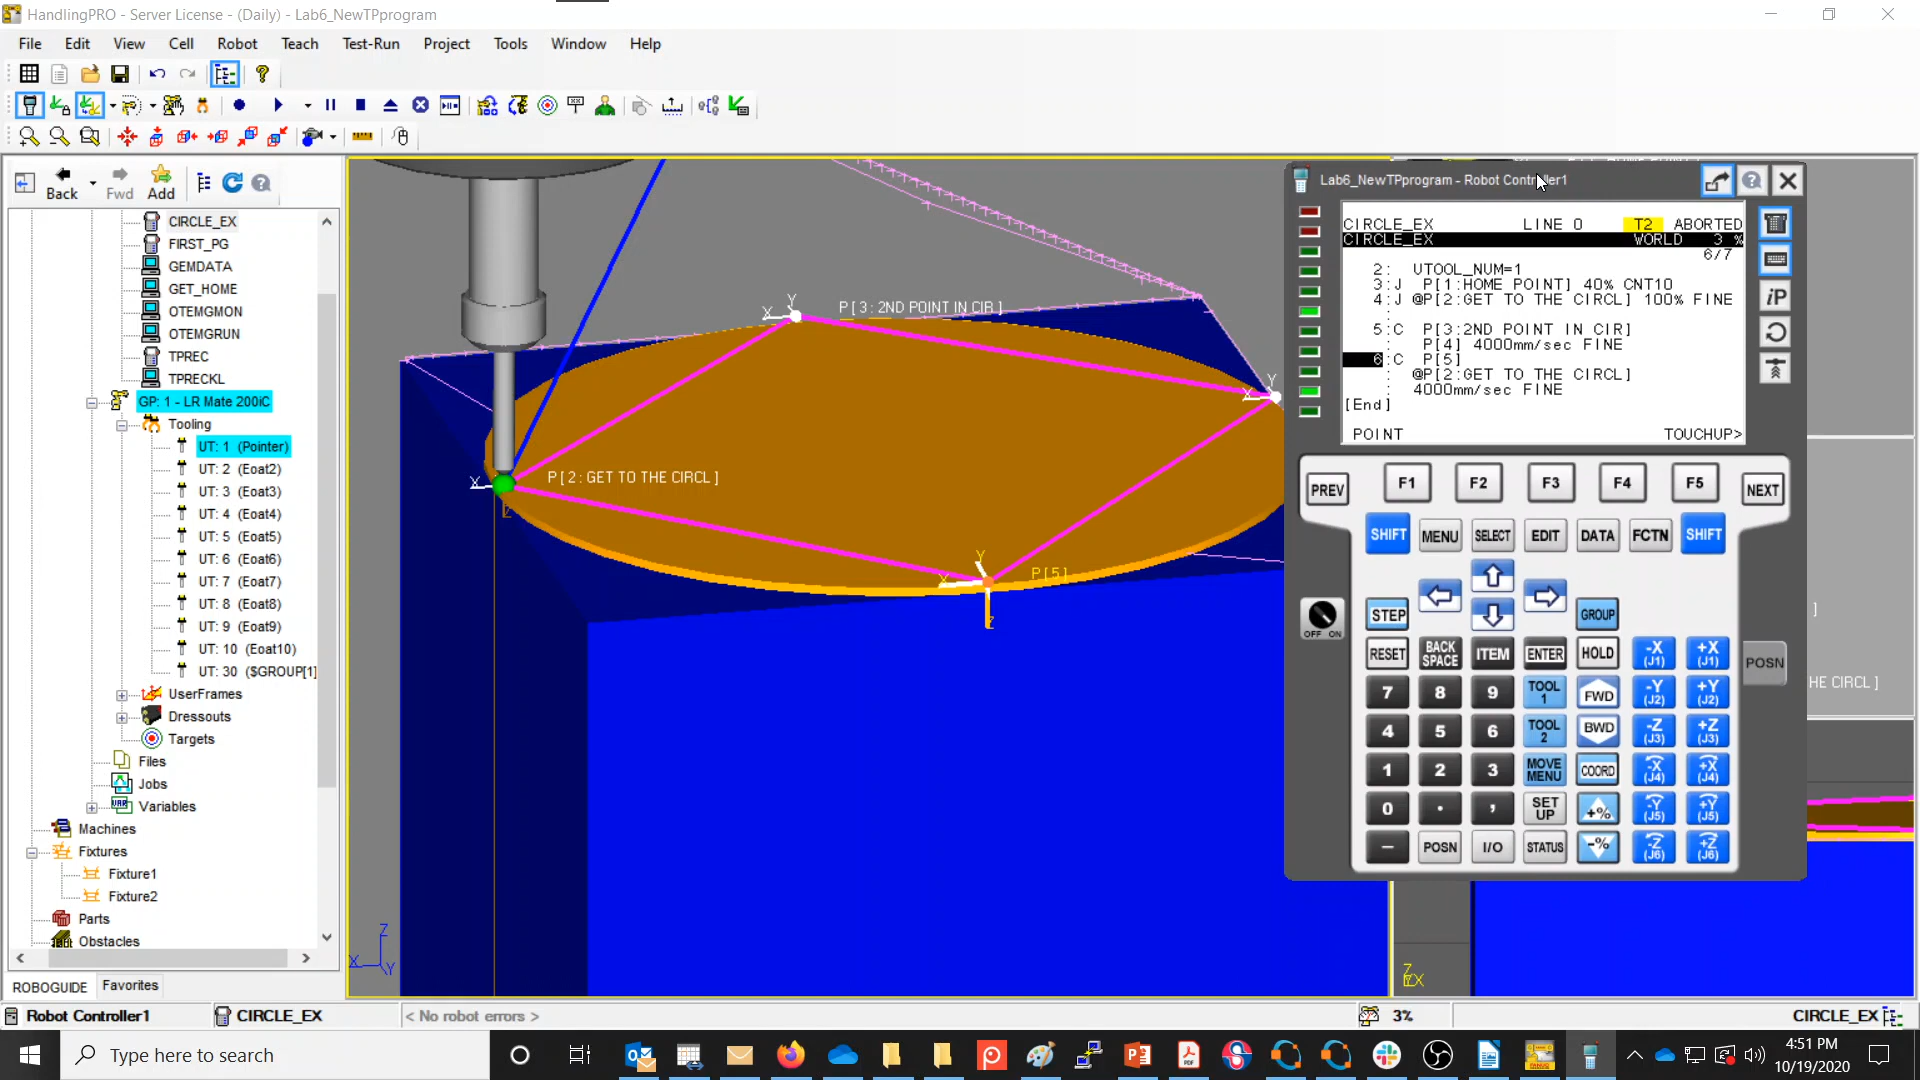 HandlingPRO - Server License - (Daily) - Lab6_NewTPprogram
File Edit View Cell Robot Teach Test-Run Project Tools Window Help
Back Fwd Add
CIRCLE_EX
FIRST_PG
GEMDATA
GET_HOME
OTEMGMON
OTEMGRUN
TPREC
TPRECKL
GP: 1 - LR Mate 200iC
Tooling
UT: 1 (Pointer)
UT: 2 (Eoat2)
UT: 3 (Eoat3)
UT: 4 (Eoat4)
UT: 5 (Eoat5)
UT: 6 (Eoat6)
UT: 7 (Eoat7)
UT: 8 (Eoat8)
UT: 9 (Eoat9)
UT: 10 (Eoat10)
UT: 30 ($GROUP[1]
UserFrames
Dressouts
Targets
Files
Jobs
Variables
Machines
Fixtures
Fixture1
Fixture2
Parts
Obstacles
ROBOGUIDE Favorites
X Y P[3:2ND POINT IN CIR]
X Y
X P[2:GET TO THE CIRCL]
X Y Z P[5]
X Y Z
Lab6_NewTPprogram - Robot Controller1
CIRCLE_EX LINE 0 T2 ABORTED
CIRCLE_EX WORLD 3 %
6/7
2: UTOOL_NUM=1
3:J P[1:HOME POINT] 40% CNT10
4:J @P[2:GET TO THE CIRCL] 100% FINE
:
5:C P[3:2ND POINT IN CIR]
: P[4] 4000mm/sec FINE
6:C P[5]
: @P[2:GET TO THE CIRCL]
: 4000mm/sec FINE
[End]
POINT TOUCHUP>
iP
PREV F1 F2 F3 F4 F5 NEXT
SHIFT MENU SELECT EDIT DATA FCTN SHIFT
STEP GROUP
OFF ON
RESET BACK SPACE ITEM ENTER HOLD -X (J1) +X (J1)
POSN
7 8 9 TOOL 1 FWD -Y (J2) +Y (J2)
4 5 6 TOOL 2 BWD -Z (J3) +Z (J3)
1 2 3 MOVE MENU COORD -X (J4) +X (J4)
0 . , SET UP +% -Y (J5) +Y (J5)
- POSN I/O STATUS -% -Z (J6) +Z (J6)
]
HE CIRCL]
Robot Controller1 CIRCLE_EX < No robot errors > 3% CIRCLE_EX
Type here to search
4:51 PM
10/19/2020